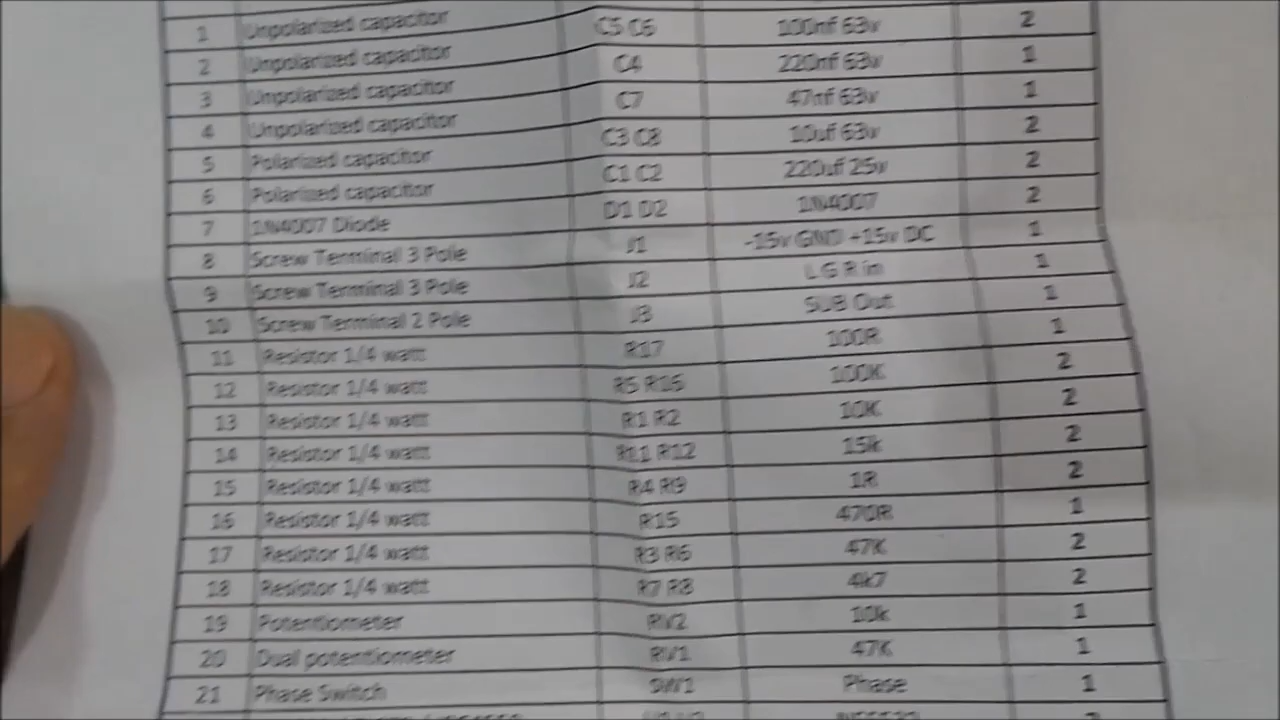 1 Unpolarized capacitor C5 C6 100nf 63v 2
2 Unpolarized capacitor C4 220nf 63v 1
3 Unpolarized capacitor C7 47nf 63v 1
4 Unpolarized capacitor C3 C8 10uf 63v 2
5 Polarized capacitor C1 C2 220uf 25v 2
6 Polarized capacitor D1 D2 1N4007 2
7 1N4007 Diode J1 -15v GND +15v DC 1
8 Screw Terminal 3 Pole J2 L G R in 1
9 Screw Terminal 3 Pole J3 SUB Out 1
10 Screw Terminal 2 Pole R17 100R 1
11 Resistor 1/4 watt R5 R16 100K 2
12 Resistor 1/4 watt R1 R2 10K 2
13 Resistor 1/4 watt R11 R12 15k 2
14 Resistor 1/4 watt R4 R9 1R 2
15 Resistor 1/4 watt R15 470R 1
16 Resistor 1/4 watt R3 R6 47K 2
17 Resistor 1/4 watt R7 R8 4k7 2
18 Resistor 1/4 watt RV2 10k 1
19 Potentiometer RV1 47K 1
20 Dual potentiometer SW1 Phase 1
21 Phase Switch